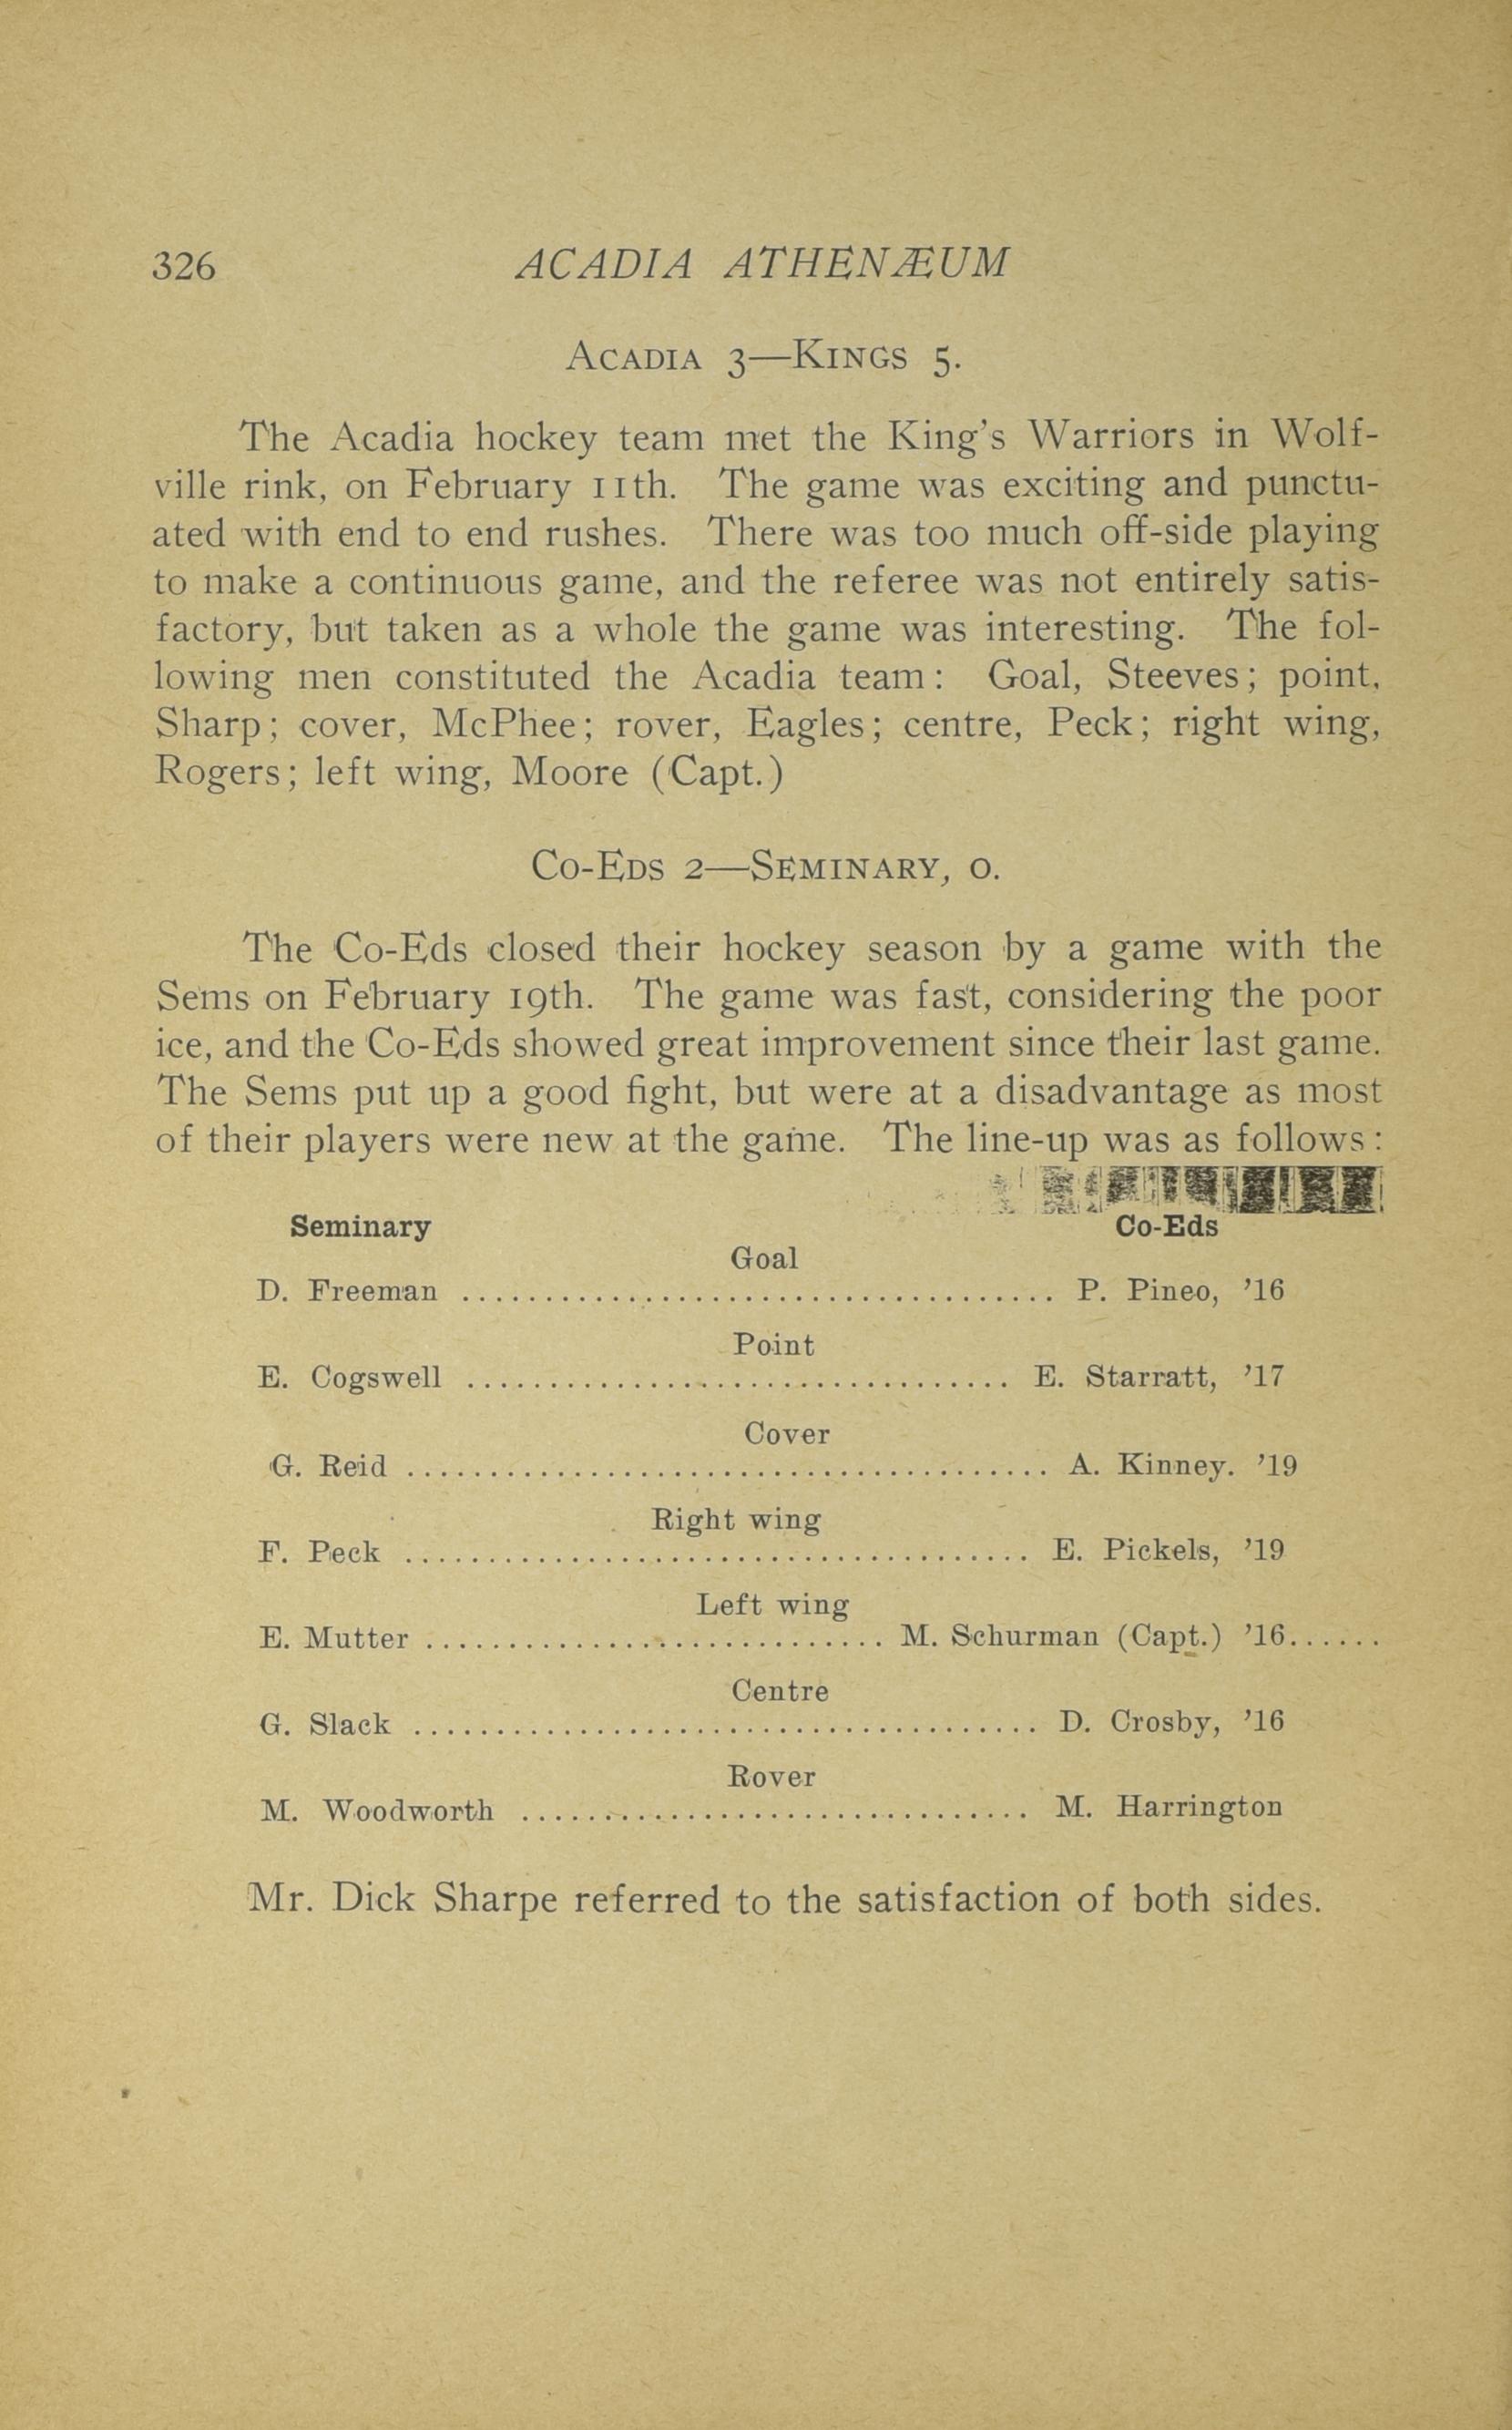 326 ACADIA ATHENÆUM
ACADIA 3—KINGS 5.
The Acadia hockey team met the King's Warriors in Wolf-
ville rink, on February 11th. The game was exciting and punctu-
ated with end to end rushes. There was too much off-side playing
to make a continuous game, and the referee was not entirely satis-
factory, but taken as a whole the game was interesting. The fol-
lowing men constituted the Acadia team: Goal, Steeves; point,
Sharp; cover, McPhee; rover, Eagles; centre, Peck; right wing,
Rogers; left wing, Moore (Capt.)
CO-EDS 2—SEMINARY, 0.
The Co-Eds closed their hockey season by a game with the
Sems on February 19th. The game was fast, considering the poor
ice, and the Co-Eds showed great improvement since their last game.
The Sems put up a good fight, but were at a disadvantage as most
of their players were new at the game. The line-up was as follows:
Seminary Co-Eds
Goal
D. Freeman .................................... P. Pineo, '16
Point
E. Cogswell ................................. E. Starratt, '17
Cover
G. Reid ....................................... A. Kinney. '19
Right wing
F. Peck ...................................... E. Pickels, '19
Left wing
E. Mutter ............................ M. Schurman (Capt.) '16......
Centre
G. Slack ...................................... D. Crosby, '16
Rover
M. Woodworth ............................... M. Harrington
Mr. Dick Sharpe referred to the satisfaction of both sides.